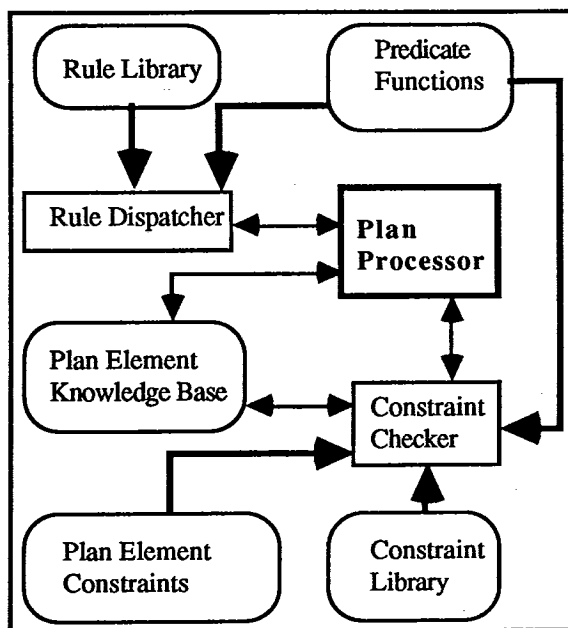 Rule Library
Predicate
Functions
Rule Dispatcher
Plan
Processor
Plan Element
Knowledge Base
Constraint
Checker
Plan Element
Constraints
Constraint
Library